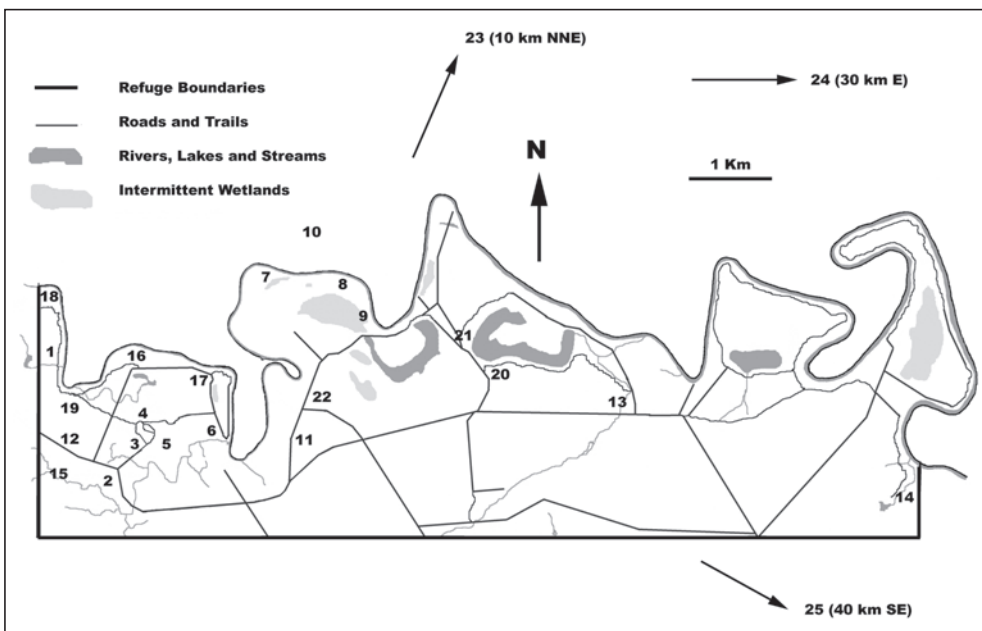 23 (10 km NNE)
24 (30 km E)
Refuge Boundaries
Roads and Trails
Rivers, Lakes and Streams
Intermittent Wetlands
N
1 Km
10
7
8
18
9
21
1
16
17
20
22
13
19
4
12
3
5
6
11
15
2
14
25 (40 km SE)